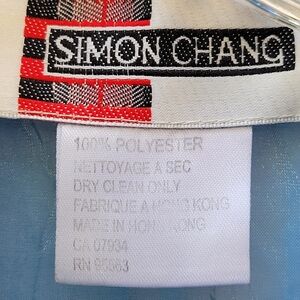 SIMON CHANG
100% POLYESTER
NETTOYAGE A SEC
DRY CLEAN ONLY
FABRIQUE A HONG KONG
MADE IN HONG KONG
CA 07934
RN 95563